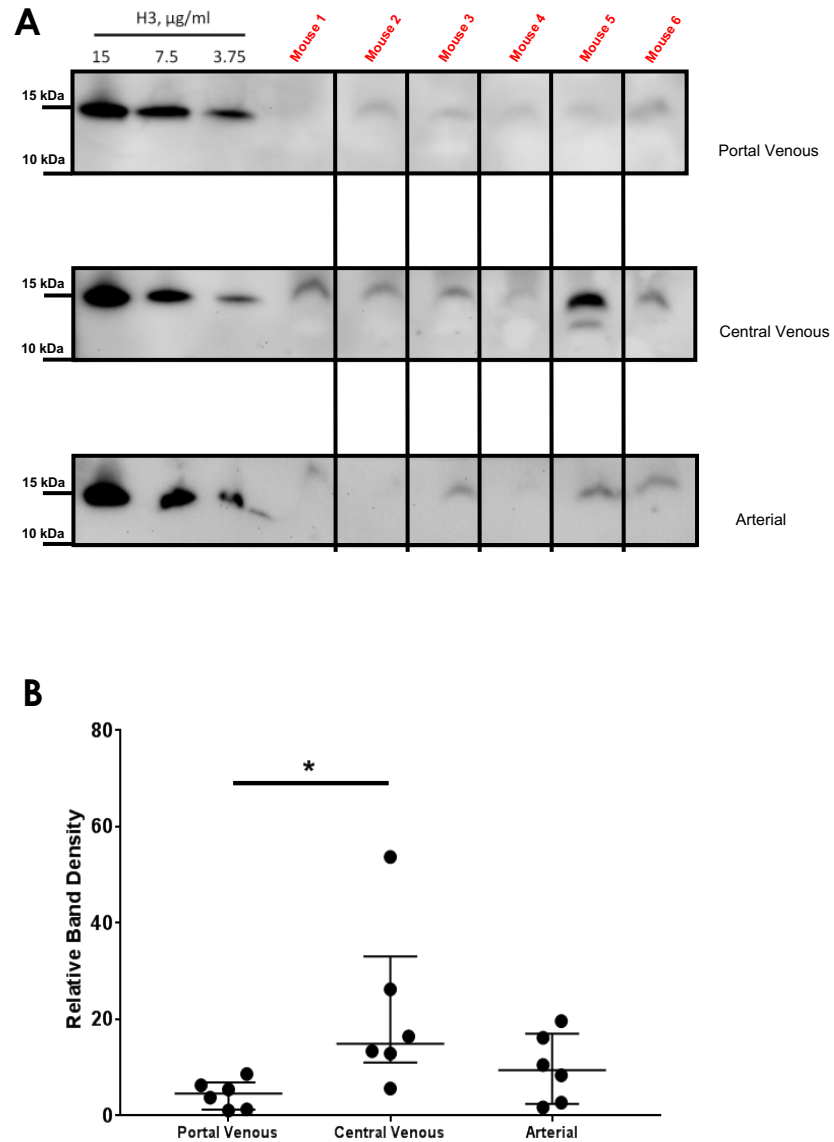 A
H3, µg/ml
15 7.5 3.75
Mouse 1 Mouse 2 Mouse 3 Mouse 4 Mouse 5 Mouse 6
15 kDa
10 kDa
Portal Venous
15 kDa
10 kDa
Central Venous
15 kDa
10 kDa
Arterial
B
80
60
40
20
0
Relative Band Density
*
Portal Venous Central Venous Arterial